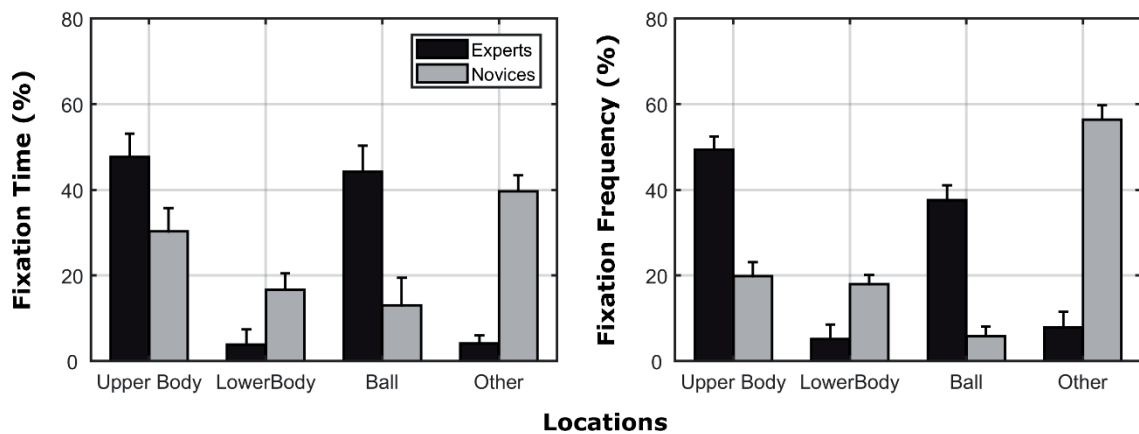 Fixation Time (%)
80
60
40
20
0
Experts
Novices
Upper Body LowerBody Ball Other
Fixation Frequency (%)
80
60
40
20
0
Upper Body LowerBody Ball Other
Locations